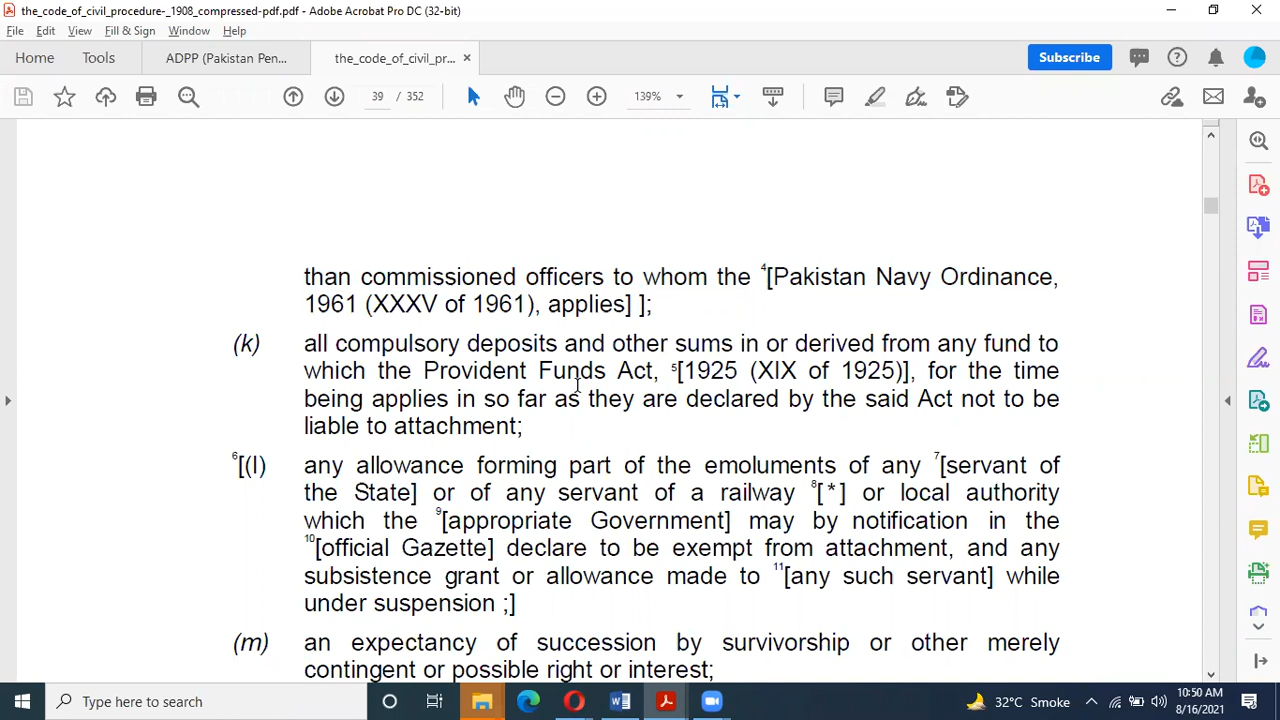 the_code_of_civil_procedure-_1908_compressed-pdf.pdf - Adobe Acrobat Pro DC (32-bit)
File Edit View Fill & Sign Window Help
Home Tools ADPP (Pakistan Pen... the_code_of_civil_pr... × Subscribe
39 / 352 139%
than commissioned officers to whom the 4[Pakistan Navy Ordinance,
1961 (XXXV of 1961), applies] ];
(k) all compulsory deposits and other sums in or derived from any fund to
which the Provident Funds Act, 5[1925 (XIX of 1925)], for the time
being applies in so far as they are declared by the said Act not to be
liable to attachment;
6[(l) any allowance forming part of the emoluments of any 7[servant of
the State] or of any servant of a railway 8[*] or local authority
which the 9[appropriate Government] may by notification in the
10[official Gazette] declare to be exempt from attachment, and any
subsistence grant or allowance made to 11[any such servant] while
under suspension ;]
(m) an expectancy of succession by survivorship or other merely
contingent or possible right or interest;
Type here to search 32°C Smoke 10:50 AM
8/16/2021